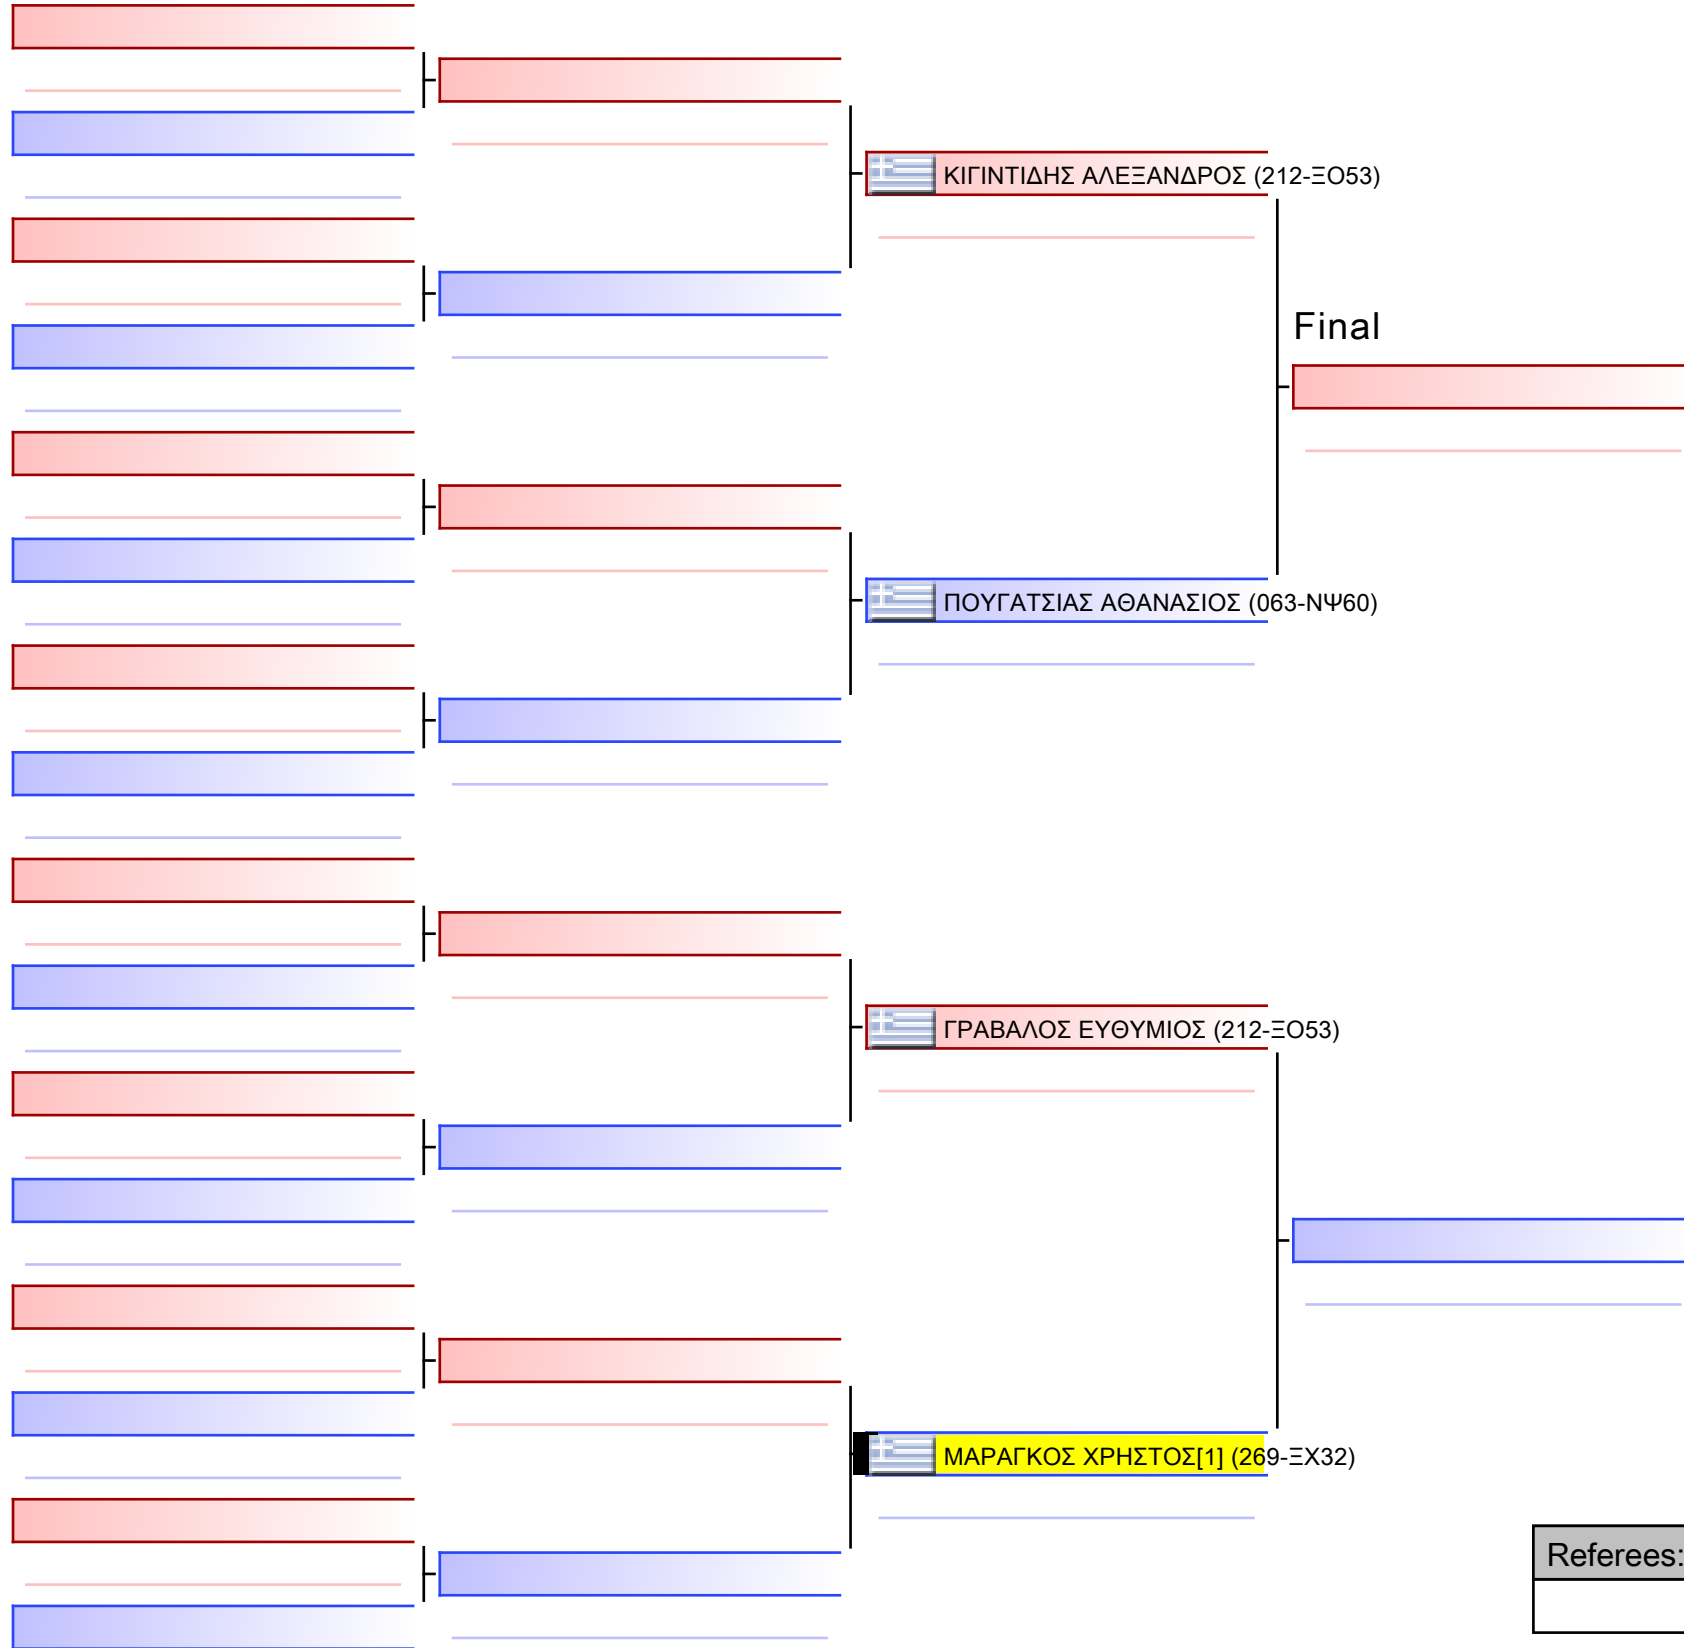 ΚΙΓΙΝΤΙΔΗΣ ΑΛΕΞΑΝΔΡΟΣ (212-ΞΟ53)
Final
ΠΟΥΓΑΤΣΙΑΣ ΑΘΑΝΑΣΙΟΣ (063-ΝΨ60)
ΓΡΑΒΑΛΟΣ ΕΥΘΥΜΙΟΣ (212-ΞΟ53)
ΜΑΡΑΓΚΟΣ ΧΡΗΣΤΟΣ[1] (269-ΞΧ32)
Referees: